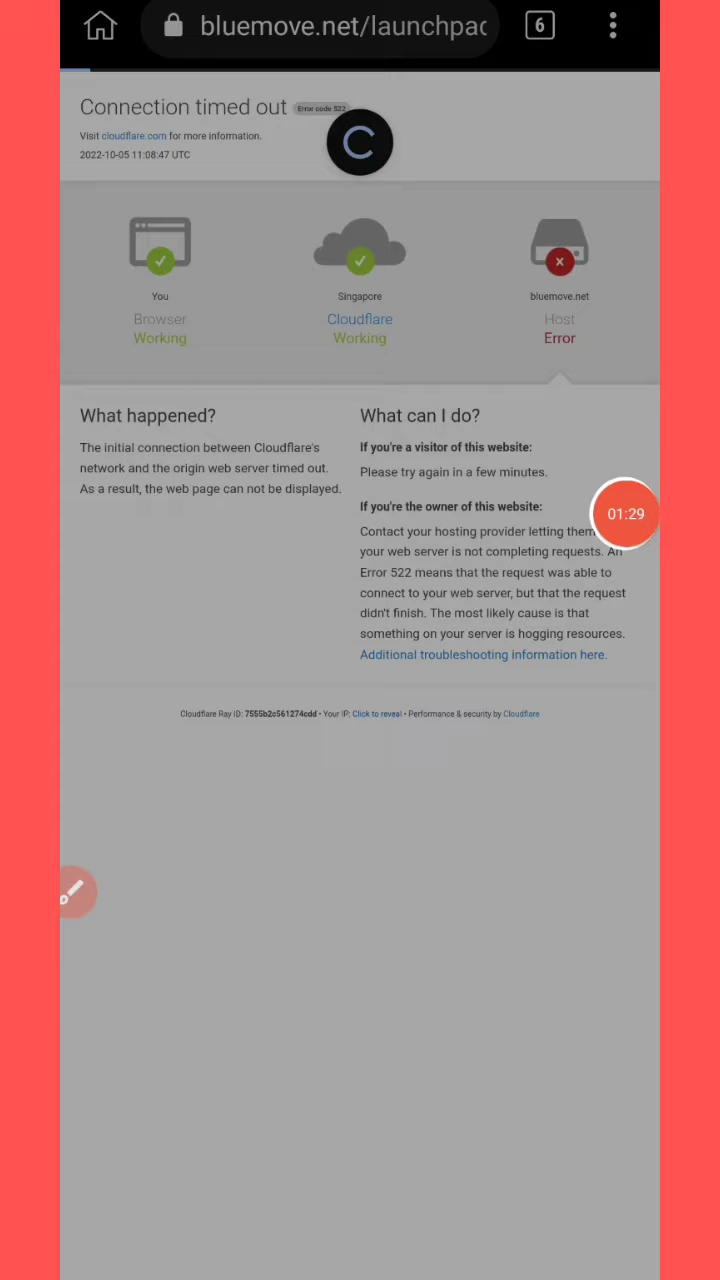 bluemove.net/launchpad
6
Connection timed out Error code 522
Visit cloudflare.com for more information.
2022-10-05 11:08:47 UTC
You
Browser
Working
Singapore
Cloudflare
Working
bluemove.net
Host
Error
What happened?
The initial connection between Cloudflare's
network and the origin web server timed out.
As a result, the web page can not be displayed.
What can I do?
If you're a visitor of this website:
Please try again in a few minutes.
If you're the owner of this website:
Contact your hosting provider letting them
your web server is not completing requests. An
Error 522 means that the request was able to
connect to your web server, but that the request
didn't finish. The most likely cause is that
something on your server is hogging resources.
Additional troubleshooting information here.
01:29
Cloudflare Ray ID: 7555b2c561274cdd • Your IP: Click to reveal • Performance & security by Cloudflare